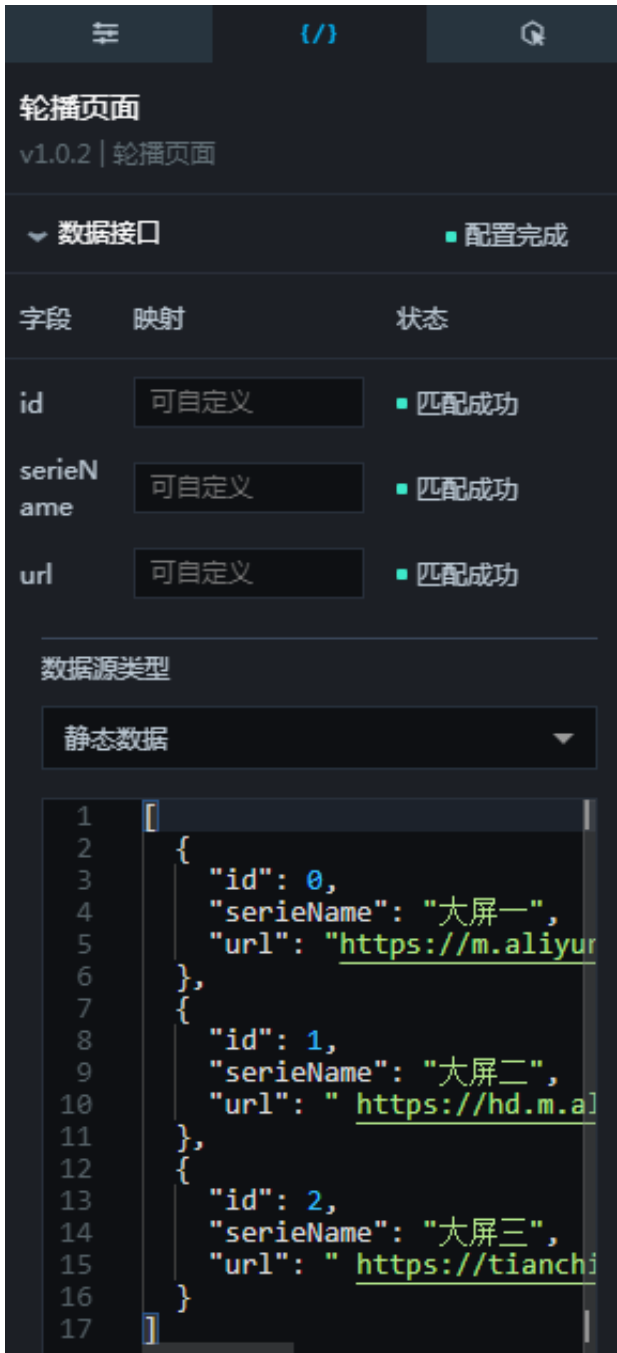 {/}
轮播页面
v1.0.2 | 轮播页面
数据接口 配置完成
字段 映射 状态
id 可自定义 匹配成功
serieN
ame 可自定义 匹配成功
url 可自定义 匹配成功
数据源类型
静态数据
1 [
2 {
3 "id": 0,
4 "serieName": "大屏一",
5 "url": "https://m.aliyun
6 },
7 {
8 "id": 1,
9 "serieName": "大屏二",
10 "url": " https://hd.m.al
11 },
12 {
13 "id": 2,
14 "serieName": "大屏三",
15 "url": " https://tianchi
16 }
17 ]